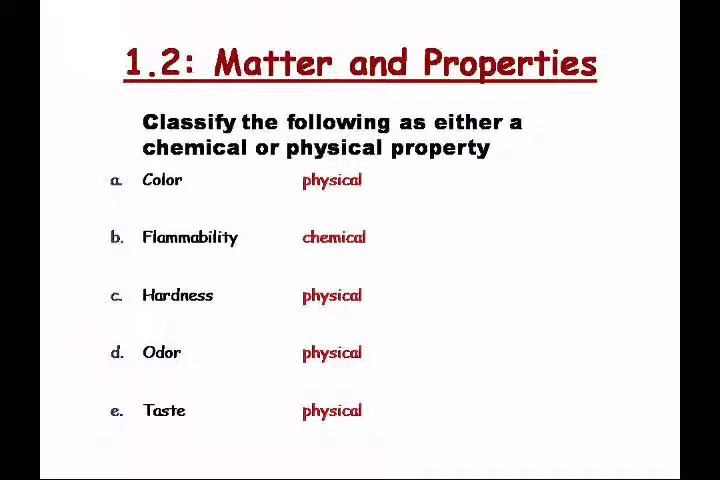 1.2: Matter and Properties
Classify the following as either a
chemical or physical property
a. Color physical
b. Flammability chemical
c. Hardness physical
d. Odor physical
e. Taste physical